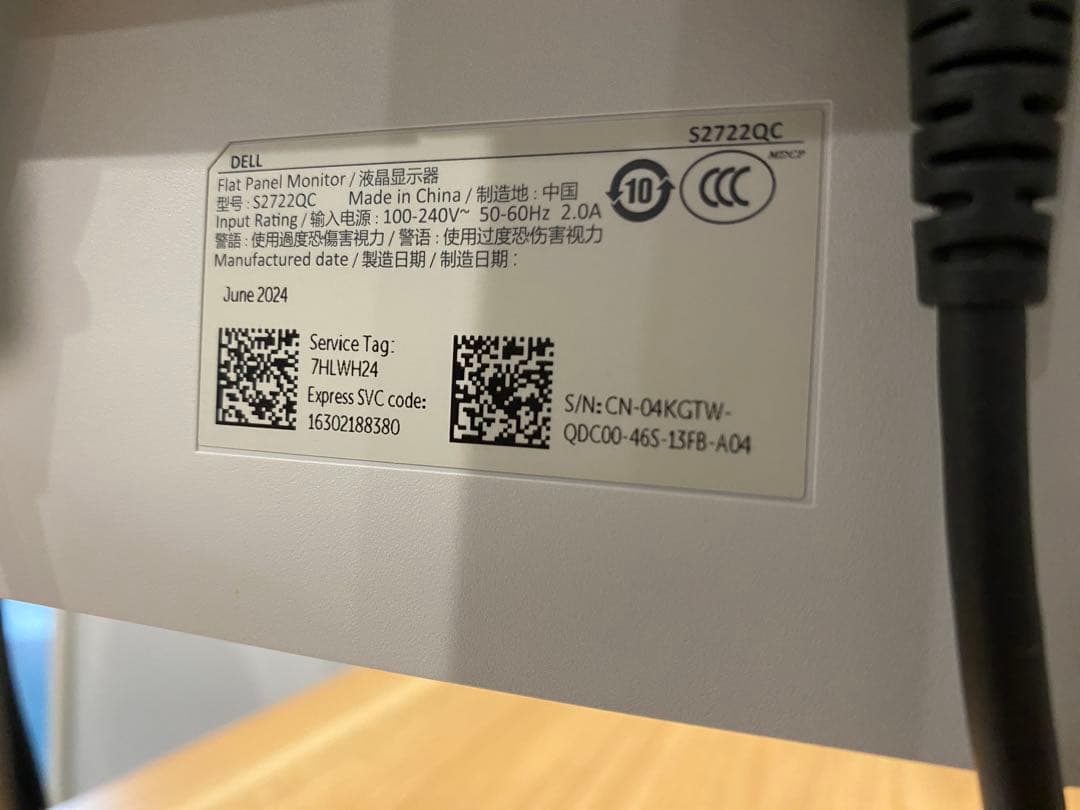 S2722QC
DELL
MDCP
Flat Panel Monitor / 液晶显示器
型号 : S2722QC Made in China / 制造地 : 中国
10
CCC
Input Rating / 输入电源 : 100-240V~ 50-60Hz 2.0A
警語 : 使用過度恐傷害視力 / 警语 : 使用过度恐伤害视力
Manufactured date / 製造日期 / 制造日期 :
June 2024
Service Tag:
7HLWH24
Express SVC code:
16302188380
S/N: CN-04KGTW-
QDC00-46S-13FB-A04